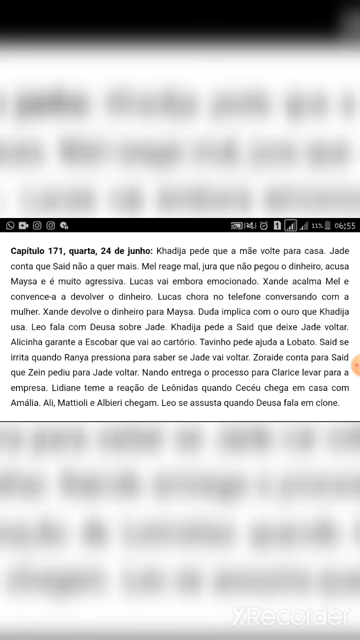 11% 06:55
Capítulo 171, quarta, 24 de junho: Khadija pede que a mãe volte para casa. Jade
conta que Said não a quer mais. Mel reage mal, jura que não pegou o dinheiro, acusa
Maysa e é muito agressiva. Lucas vai embora emocionado. Xande acalma Mel e
convence-a a devolver o dinheiro. Lucas chora no telefone conversando com a
mulher. Xande devolve o dinheiro para Maysa. Duda implica com o ouro que Khadija
usa. Leo fala com Deusa sobre Jade. Khadija pede a Said que deixe Jade voltar.
Alicinha garante a Escobar que vai ao cartório. Tavinho pede ajuda a Lobato. Said se
irrita quando Ranya pressiona para saber se Jade vai voltar. Zoraide conta para Said
que Zein pediu para Jade voltar. Nando entrega o processo para Clarice levar para a
empresa. Lidiane teme a reação de Leônidas quando Cecéu chega em casa com
Amália. Ali, Mattioli e Albieri chegam. Leo se assusta quando Deusa fala em clone.
XRecorder